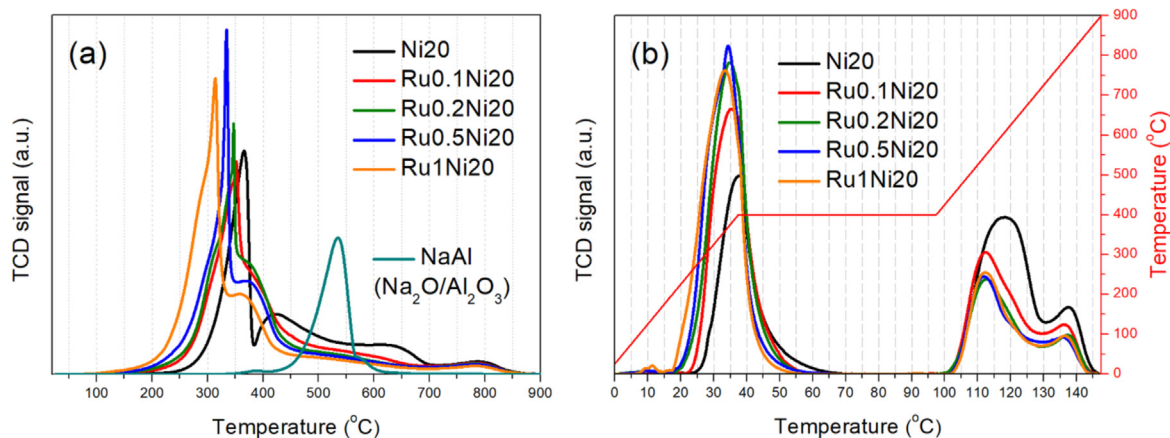 (a)
Ni20
Ru0.1Ni20
Ru0.2Ni20
Ru0.5Ni20
Ru1Ni20
NaAl
(Na₂O/Al₂O₃)
TCD signal (a.u.)
0 100 200 300 400 500 600 700 800 900
Temperature (°C)
(b)
Ni20
Ru0.1Ni20
Ru0.2Ni20
Ru0.5Ni20
Ru1Ni20
TCD signal (a.u.)
0 10 20 30 40 50 60 70 80 90 100 110 120 130 140
Temperature (°C)
900
800
700
600
500
400
300
200
100
0
Temperature (°C)